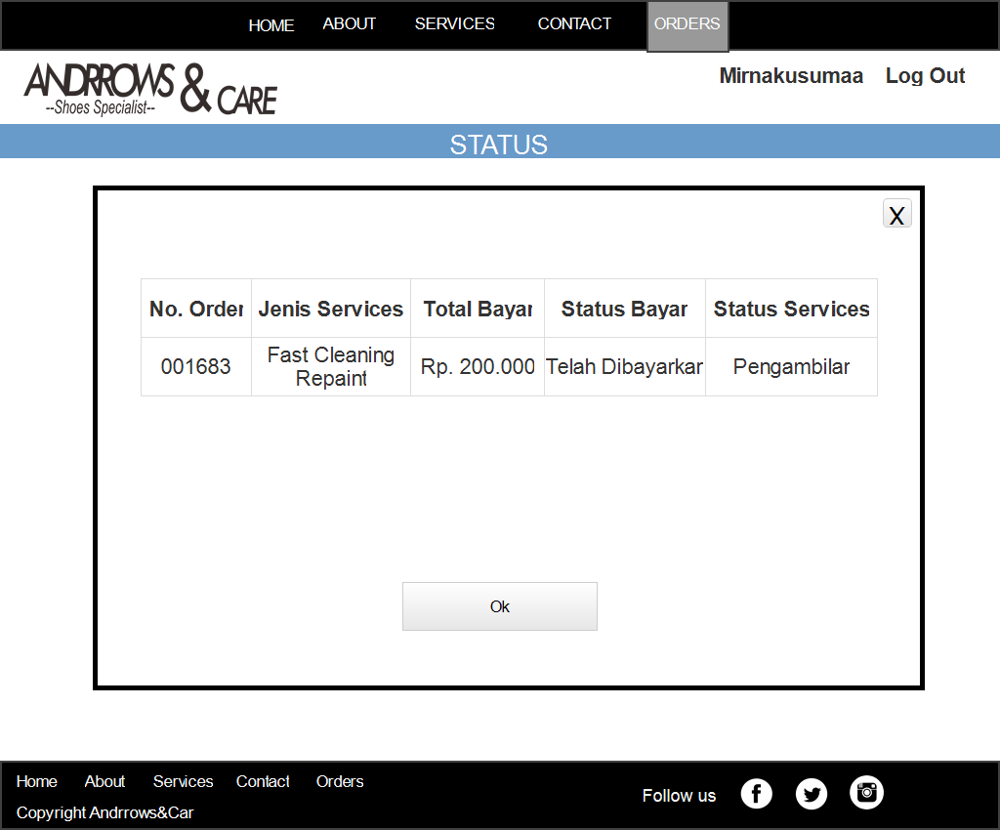 HOME ABOUT SERVICES CONTACT ORDERS
ANDRROWS & CARE
--Shoes Specialist--
Mirnakusumaa Log Out
STATUS
X
No. Order Jenis Services Total Bayar Status Bayar Status Services
001683 Fast Cleaning Repaint Rp. 200.000 Telah Dibayarkan Pengambilan
Ok
Home About Services Contact Orders
Follow us
Copyright Andrrows&Car